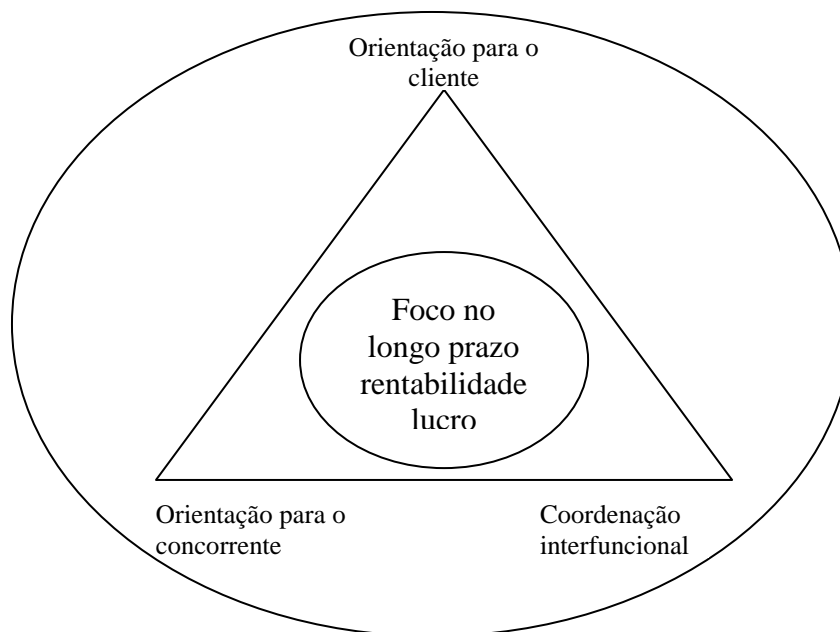 Orientação para o
cliente
Foco no
longo prazo
rentabilidade
lucro
Orientação para o
concorrente
Coordenação
interfuncional